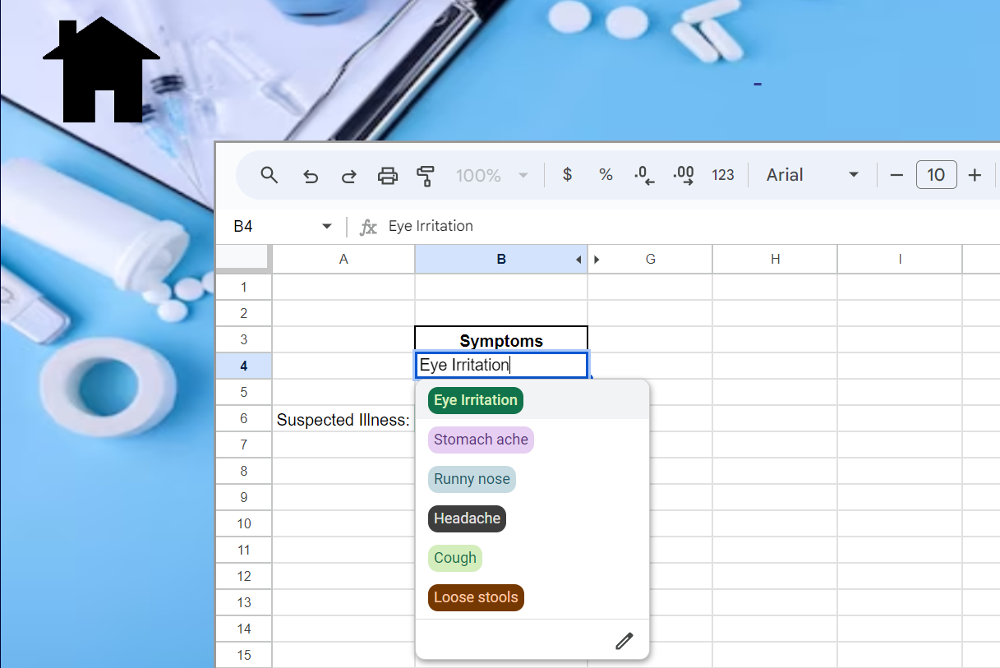 100% $ % .0 .00 123 Arial 10
B4 fx Eye Irritation
A B G H I
1
2
3 Symptoms
4 Eye Irritation
5
6 Suspected Illness:
7
8
9
10
11
12
13
14
15
Eye Irritation
Stomach ache
Runny nose
Headache
Cough
Loose stools